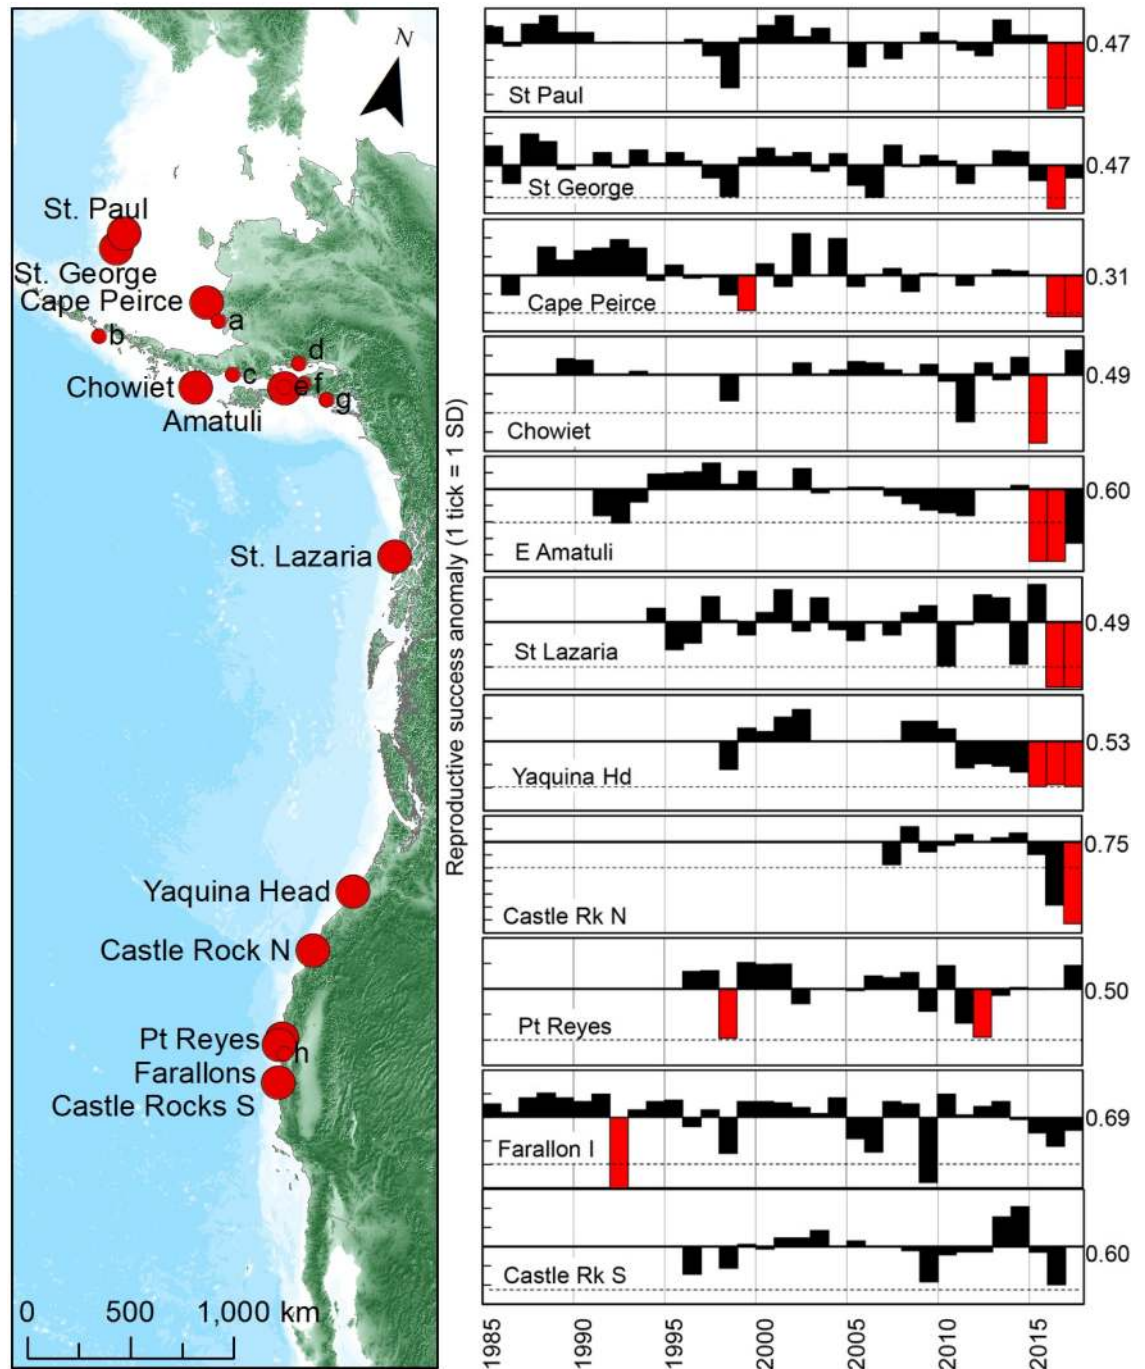 N
St. Paul
St. George
Cape Peirce
a
b
d
c
Chowiet
e
f
g
Amatuli
St. Lazaria
Yaquina Head
Castle Rock N
Pt Reyes
h
Farallons
Castle Rocks S
0 500 1,000 km
Reproductive success anomaly (1 tick = 1 SD)
St Paul
0.47
St George
0.47
Cape Peirce
0.31
Chowiet
0.49
E Amatuli
0.60
St Lazaria
0.49
Yaquina Hd
0.53
Castle Rk N
0.75
Pt Reyes
0.50
Farallon I
0.69
Castle Rk S
0.60
1985 1990 1995 2000 2005 2010 2015